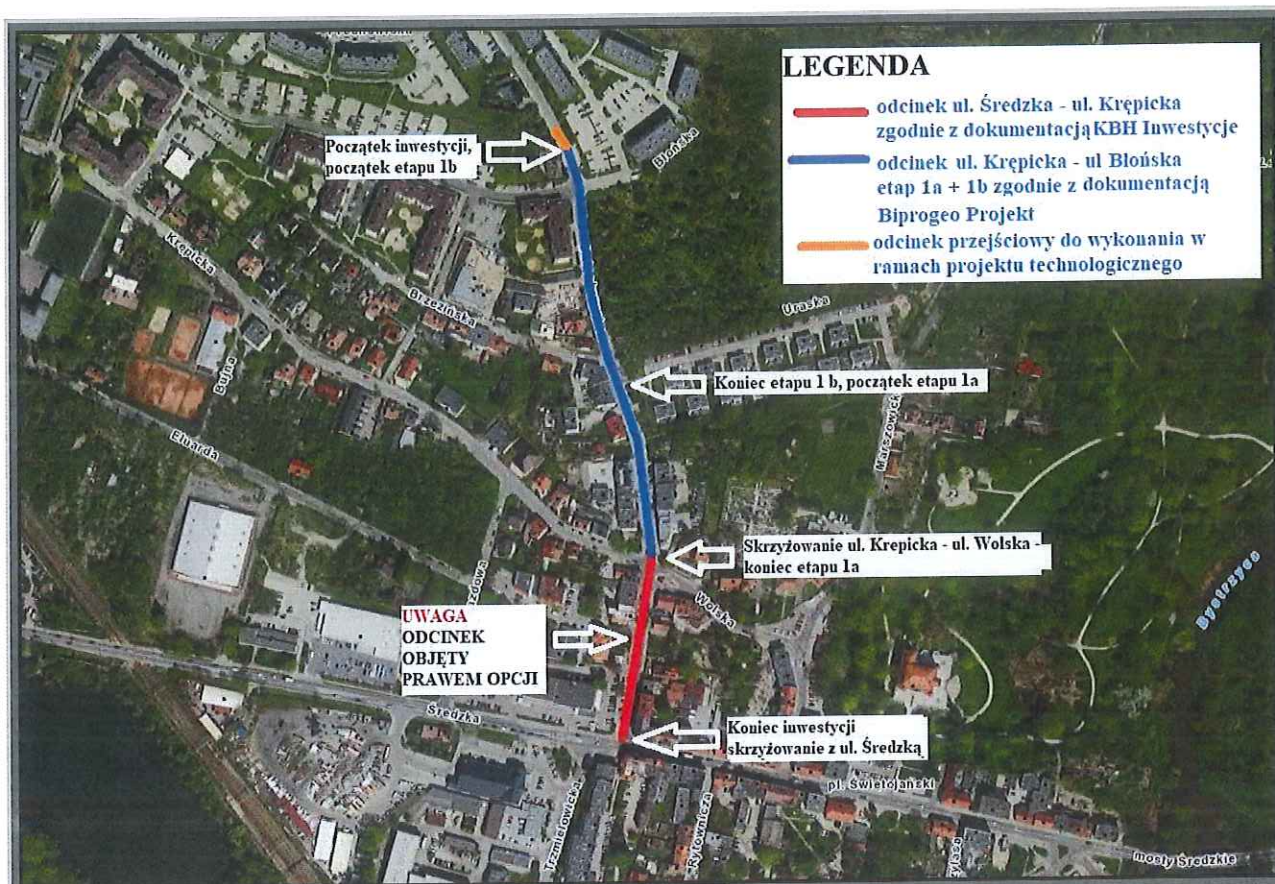 LEGENDA
odcinek ul. Średzka - ul. Krępicka
zgodnie z dokumentacją KBH Inwestycje
odcinek ul. Krępicka - ul Błońska
etap 1a + 1b zgodnie z dokumentacją
Biprogeo Projekt
odcinek przejściowy do wykonania w
ramach projektu technologicznego
Początek inwestycji,
początek etapu 1b
Błońska
Krępicka
Brzezińska
Uraska
Bujna
Koniec etapu 1 b, początek etapu 1a
Eluarda
Marszowick
Skrzyżowanie ul. Krepicka - ul. Wolska -
koniec etapu 1a
zdowa
Wolska
Bystrzyca
UWAGA
ODCINEK
OBJĘTY
PRAWEM OPCJI
Średzka
Koniec inwestycji
skrzyżowanie z ul. Średzką
pl. Świętojański
Trzmielowicka
Rytownicza
mosty Średzkie